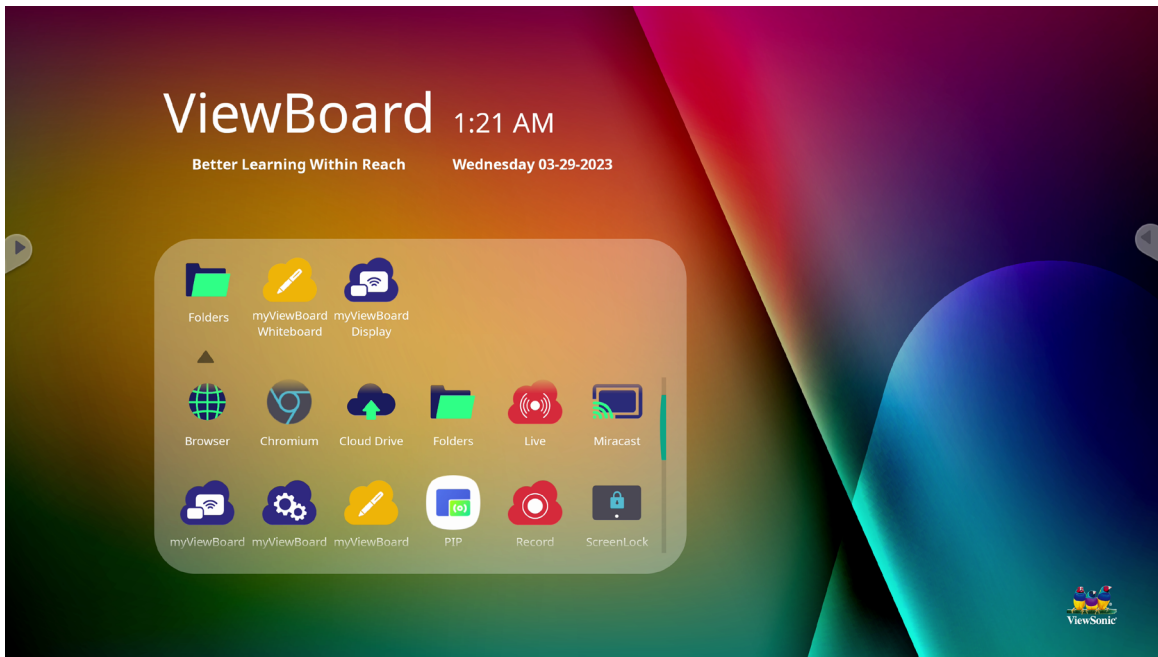 ViewBoard 1:21 AM
Better Learning Within Reach Wednesday 03-29-2023
Folders myViewBoard Whiteboard myViewBoard Display
Browser Chromium Cloud Drive Folders Live Miracast
myViewBoard myViewBoard myViewBoard PIP Record ScreenLock
ViewSonic